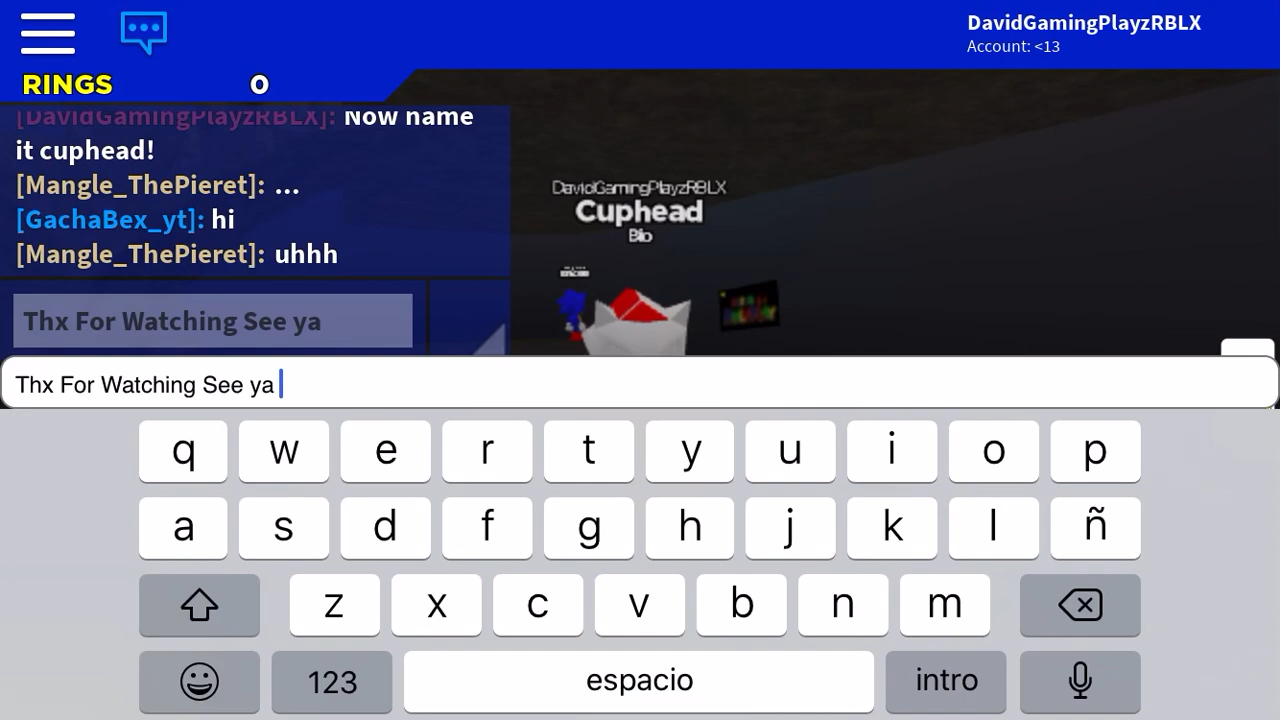 DavidGamingPlayzRBLX
Account: <13
RINGS 0
[DavidGamingPlayzRBLX]: Now name
it cuphead!
[Mangle_ThePieret]: ...
[GachaBex_yt]: hi
[Mangle_ThePieret]: uhhh
DavidGamingPlayzRBLX
Cuphead
Bio
Thx For Watching See ya
Thx For Watching See ya
q w e r t y u i o p
a s d f g h j k l ñ
z x c v b n m
123 espacio intro